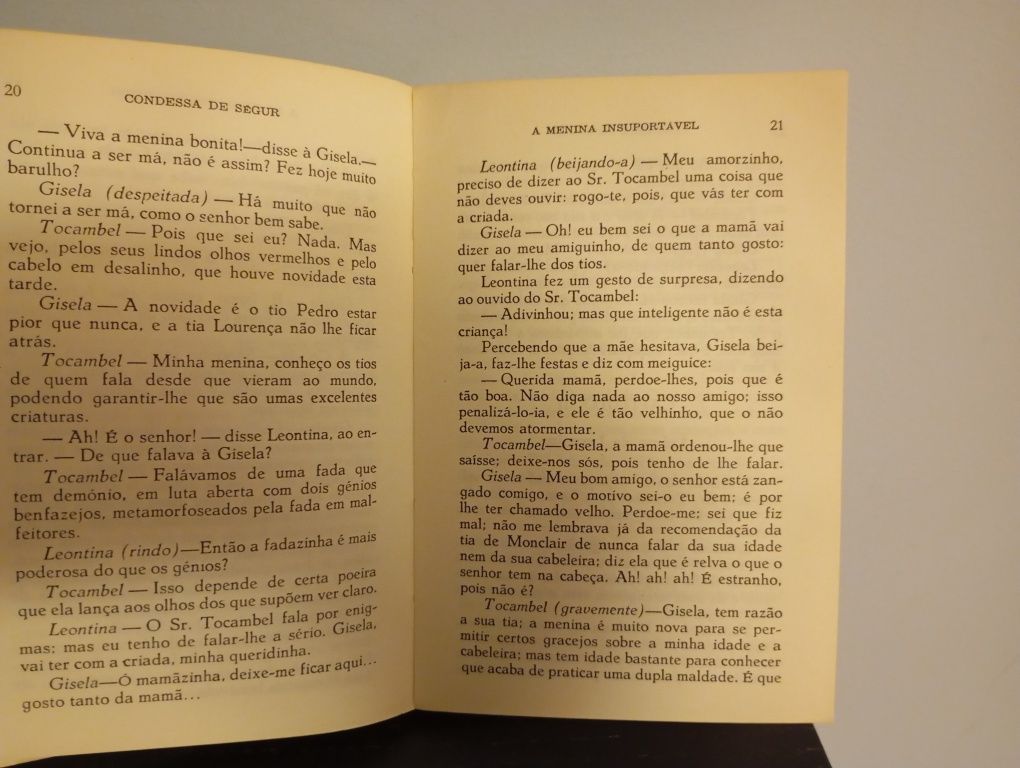 20
CONDESSA DE SÉGUR
— Viva a menina bonita!—disse à Gisela.—
Continua a ser má, não é assim? Fez hoje muito
barulho?
Gisela (despeitada) — Há muito que não
tornei a ser má, como o senhor bem sabe.
Tocambel — Pois que sei eu? Nada. Mas
vejo, pelos seus lindos olhos vermelhos e pelo
cabelo em desalinho, que houve novidade esta
tarde.
Gisela — A novidade é o tio Pedro estar
pior que nunca, e a tia Lourença não lhe ficar
atrás.
Tocambel — Minha menina, conheço os tios
de quem fala desde que vieram ao mundo,
podendo garantir-lhe que são umas excelentes
criaturas.
— Ah! É o senhor! — disse Leontina, ao en-
trar. — De que falava à Gisela?
Tocambel — Falávamos de uma fada que
tem demónio, em luta aberta com dois génios
benfazejos, metamorfoseados pela fada em mal-
feitores.
Leontina (rindo)—Então a fadazinha é mais
poderosa do que os génios?
Tocambel — Isso depende de certa poeira
que ela lança aos olhos dos que supõem ver claro.
Leontina — O Sr. Tocambel fala por enig-
mas: mas eu tenho de falar-lhe a sério. Gisela,
vai ter com a criada, minha queridinha.
Gisela—Ó mamãzinha, deixe-me ficar aqui...
gosto tanto da mamã...
A MENINA INSUPORTÁVEL
21
Leontina (beijando-a) — Meu amorzinho,
preciso de dizer ao Sr. Tocambel uma coisa que
não deves ouvir: rogo-te, pois, que vás ter com
a criada.
Gisela — Oh! eu bem sei o que a mamã vai
dizer ao meu amiguinho, de quem tanto gosto:
quer falar-lhe dos tios.
Leontina fez um gesto de surpresa, dizendo
ao ouvido do Sr. Tocambel:
— Adivinhou; mas que inteligente não é esta
criança!
Percebendo que a mãe hesitava, Gisela bei-
ja-a, faz-lhe festas e diz com meiguice:
— Querida mamã, perdoe-lhes, pois que é
tão boa. Não diga nada ao nosso amigo; isso
penalizá-lo-ia, e ele é tão velhinho, que o não
devemos atormentar.
Tocambel—Gisela, a mamã ordenou-lhe que
saísse; deixe-nos sós, pois tenho de lhe falar.
Gisela — Meu bom amigo, o senhor está zan-
gado comigo, e o motivo sei-o eu bem; é por
lhe ter chamado velho. Perdoe-me; sei que fiz
mal; não me lembrava já da recomendação da
tia de Monclair de nunca falar da sua idade
nem da sua cabeleira; diz ela que é relva o que o
senhor tem na cabeça. Ah! ah! ah! É estranho,
pois não é?
Tocambel (gravemente)—Gisela, tem razão
a sua tia; a menina é muito nova para se per-
mitir certos gracejos sobre a minha idade e a
cabeleira; mas tem idade bastante para conhecer
que acaba de praticar uma dupla maldade. É que